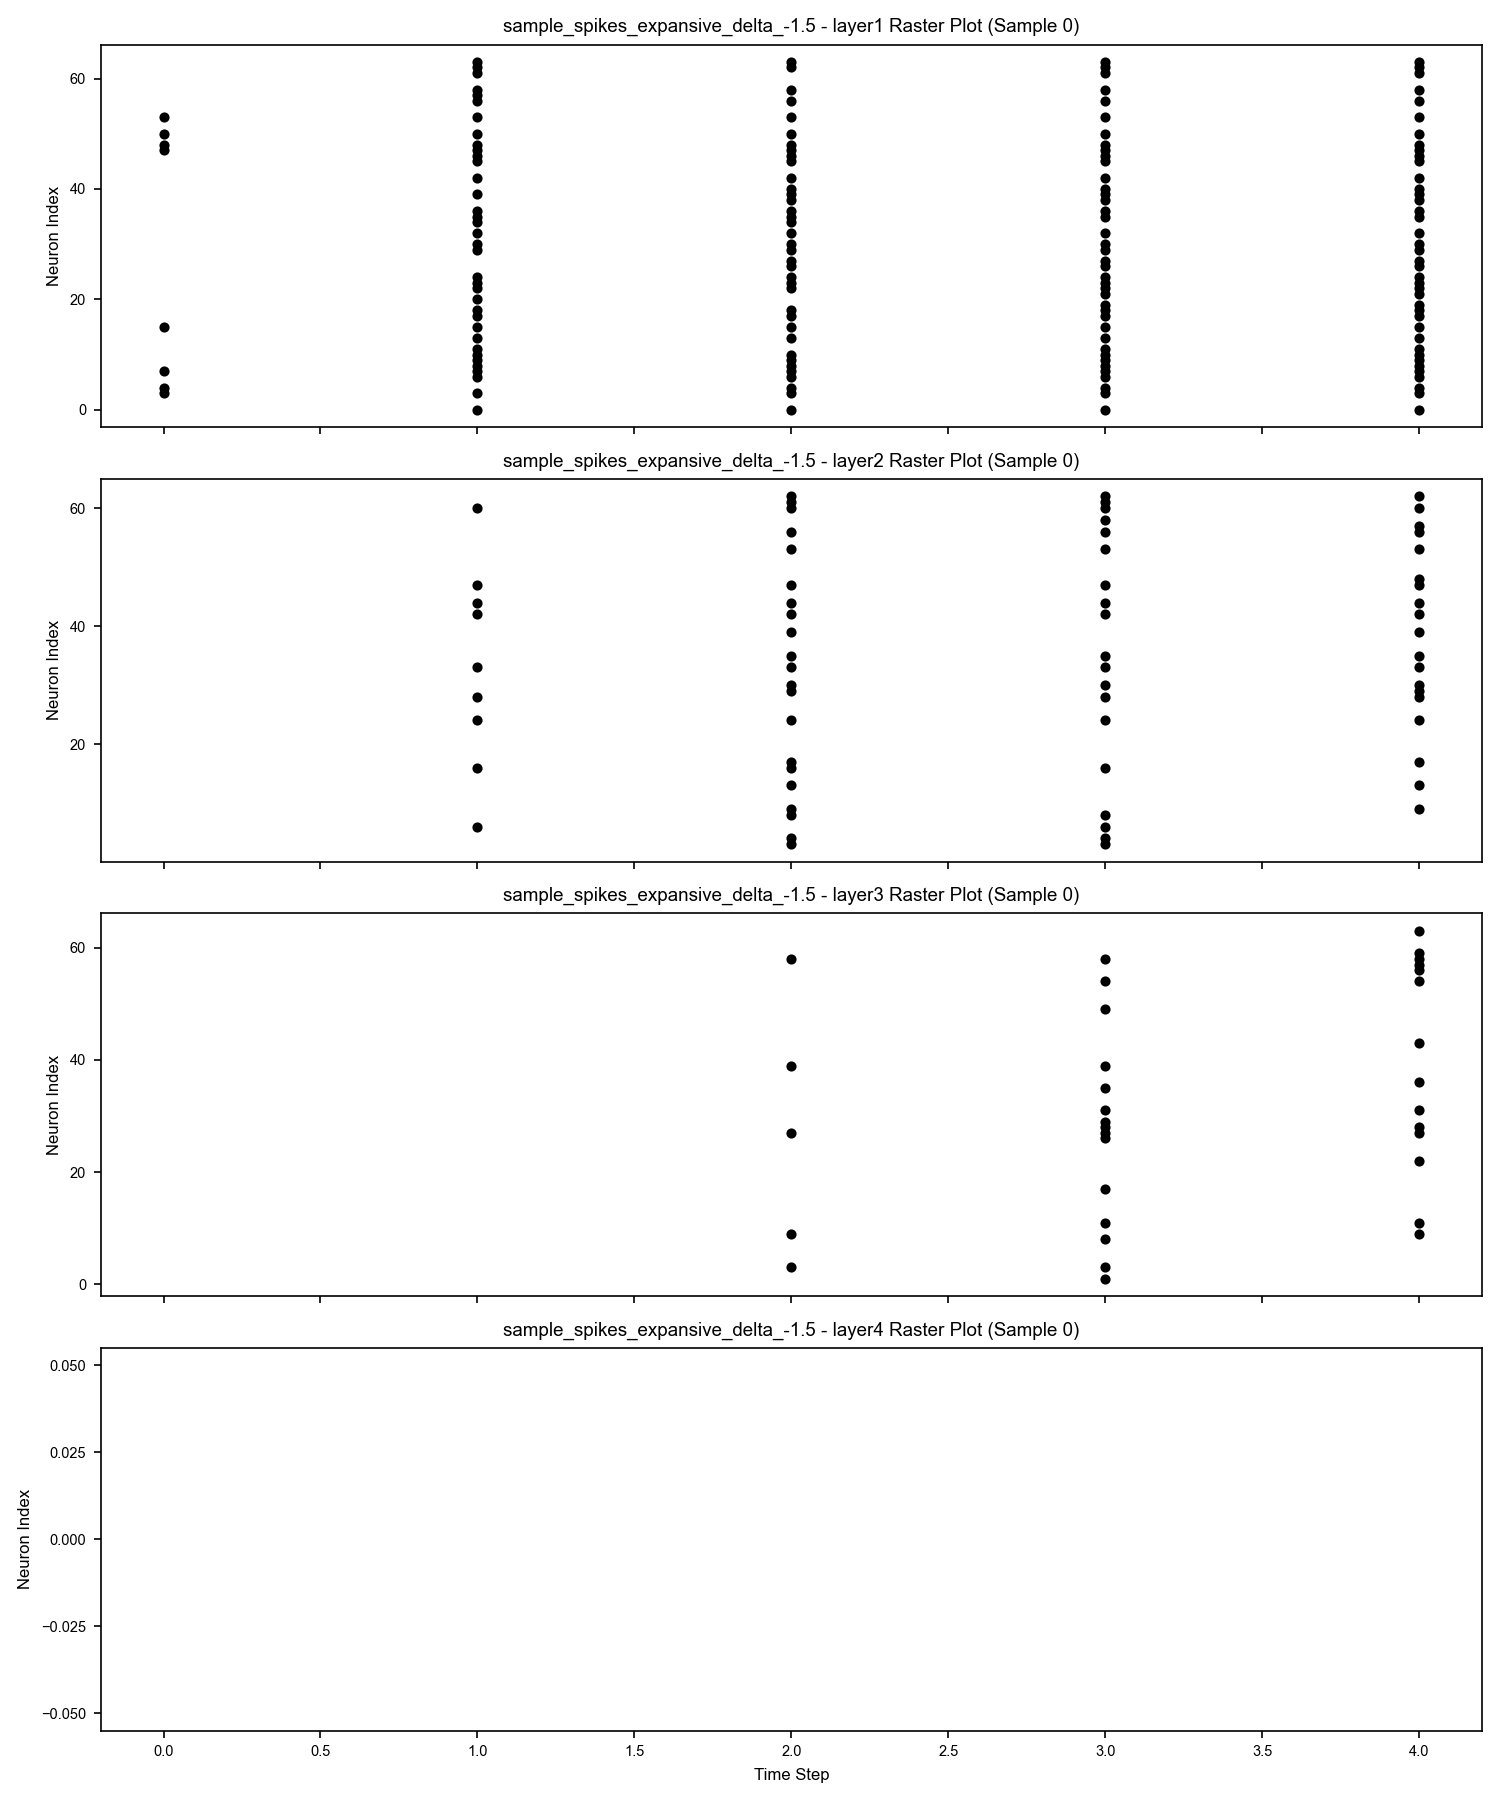 sample_spikes_expansive_delta_-1.5 - layer1 Raster Plot (Sample 0)
60
40
20
0
Neuron Index
sample_spikes_expansive_delta_-1.5 - layer2 Raster Plot (Sample 0)
60
40
20
Neuron Index
sample_spikes_expansive_delta_-1.5 - layer3 Raster Plot (Sample 0)
60
40
20
0
Neuron Index
sample_spikes_expansive_delta_-1.5 - layer4 Raster Plot (Sample 0)
0.050
0.025
0.000
−0.025
−0.050
Neuron Index
0.0 0.5 1.0 1.5 2.0 2.5 3.0 3.5 4.0
Time Step